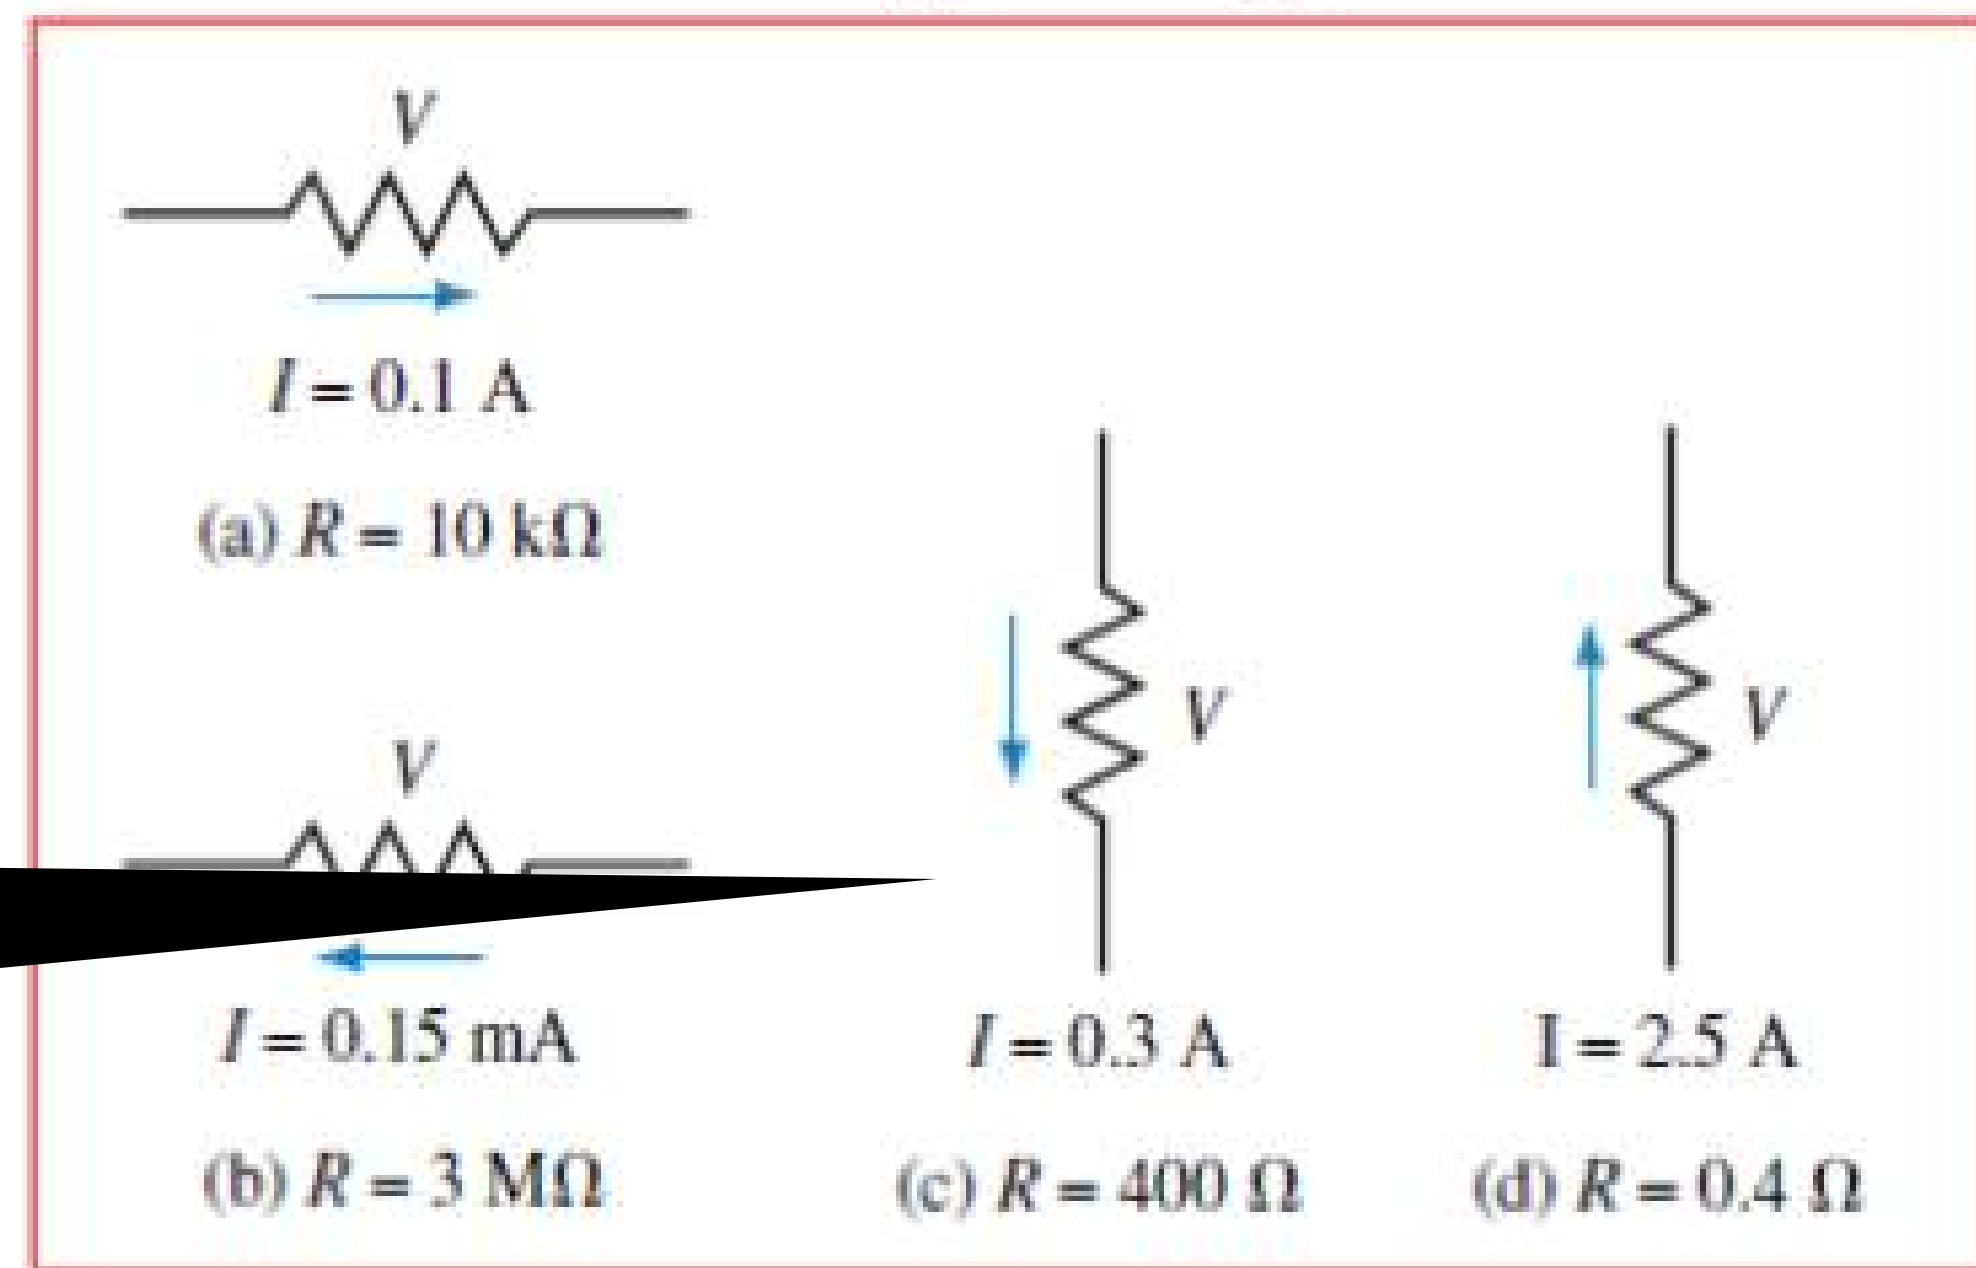 V
I = 0.1 A
(a) R = 10 kΩ
V
I = 0.15 mA
(b) R = 3 MΩ
V
I = 0.3 A
(c) R = 400 Ω
V
I = 2.5 A
(d) R = 0.4 Ω